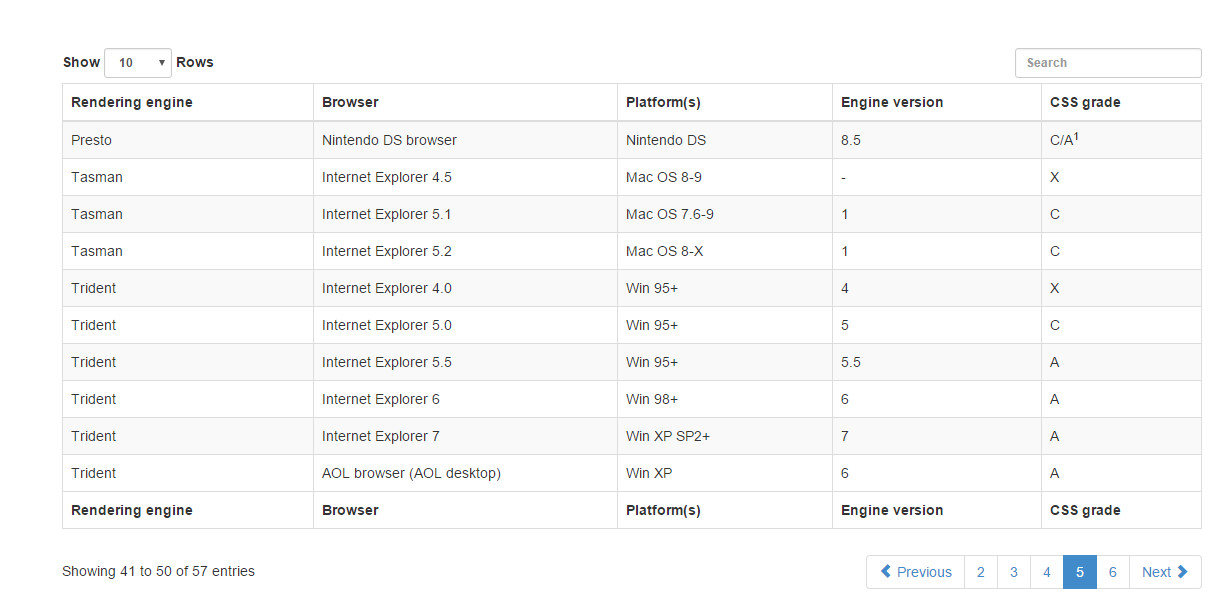 Show 10 Rows Search
Rendering engine Browser Platform(s) Engine version CSS grade
Presto Nintendo DS browser Nintendo DS 8.5 C/A1
Tasman Internet Explorer 4.5 Mac OS 8-9 - X
Tasman Internet Explorer 5.1 Mac OS 7.6-9 1 C
Tasman Internet Explorer 5.2 Mac OS 8-X 1 C
Trident Internet Explorer 4.0 Win 95+ 4 X
Trident Internet Explorer 5.0 Win 95+ 5 C
Trident Internet Explorer 5.5 Win 95+ 5.5 A
Trident Internet Explorer 6 Win 98+ 6 A
Trident Internet Explorer 7 Win XP SP2+ 7 A
Trident AOL browser (AOL desktop) Win XP 6 A
Rendering engine Browser Platform(s) Engine version CSS grade
Showing 41 to 50 of 57 entries Previous 2 3 4 5 6 Next